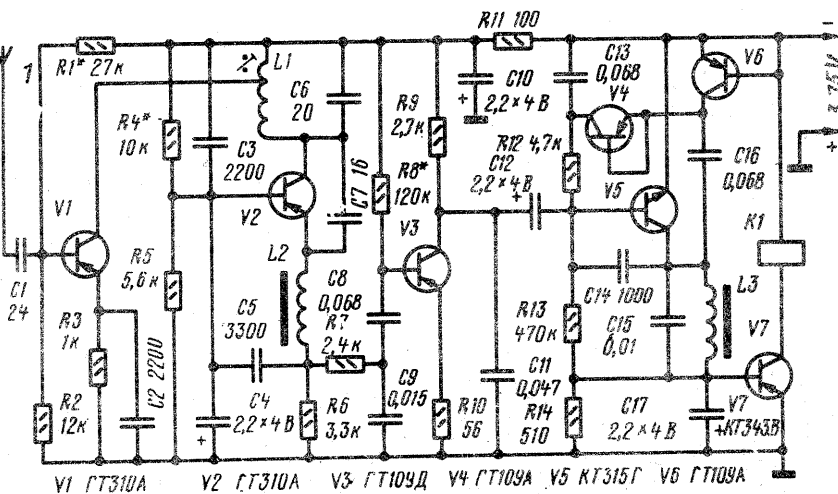 R11 100
R1* 27к
1
L1
C6
20
C10
2,2×4В
+
C13
0,068
V4
V6
−
3,75V
+
R4*
10к
C3
2200
R9
2,7к
R8*
120к
R12 4,7к
C12
2,2×4В
+
C16
0,068
V1
V2
C7 16
V3
V5
K1
C1
24
R5
5,6к
L2
C8
0,068
R7
2,4к
C14 1000
L3
R3
1к
C2 2200
C5
3300
R13
470к
C15
0,01
V7
R2
12к
C4
2,2×4В
+
R6
3,3к
C9
0,015
R10
56
C11
0,047
R14
510
C17
2,2×4В
+
V7
КТ343В
V1 ГТ310А
V2 ГТ310А
V3 ГТ109Д
V4 ГТ109А
V5 КТ315Г
V6 ГТ109А